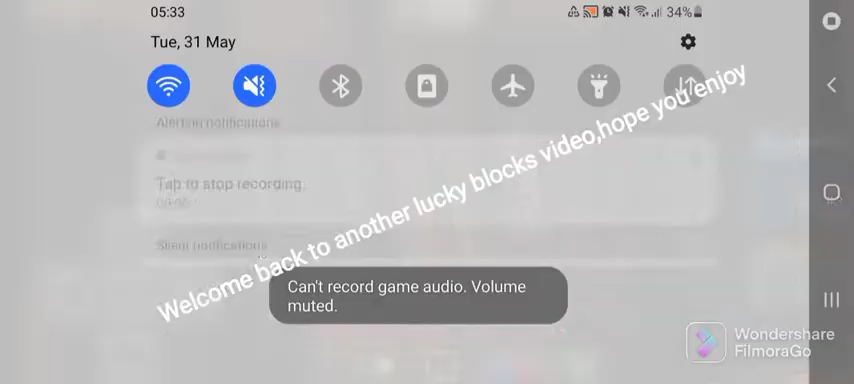 05:33
34%
Tue, 31 May
Alerting notifications
Tap to stop recording.
Silent notifications
Welcome back to another lucky blocks video,hope you enjoy
Can't record game audio. Volume
muted.
Wondershare
FilmoraGo